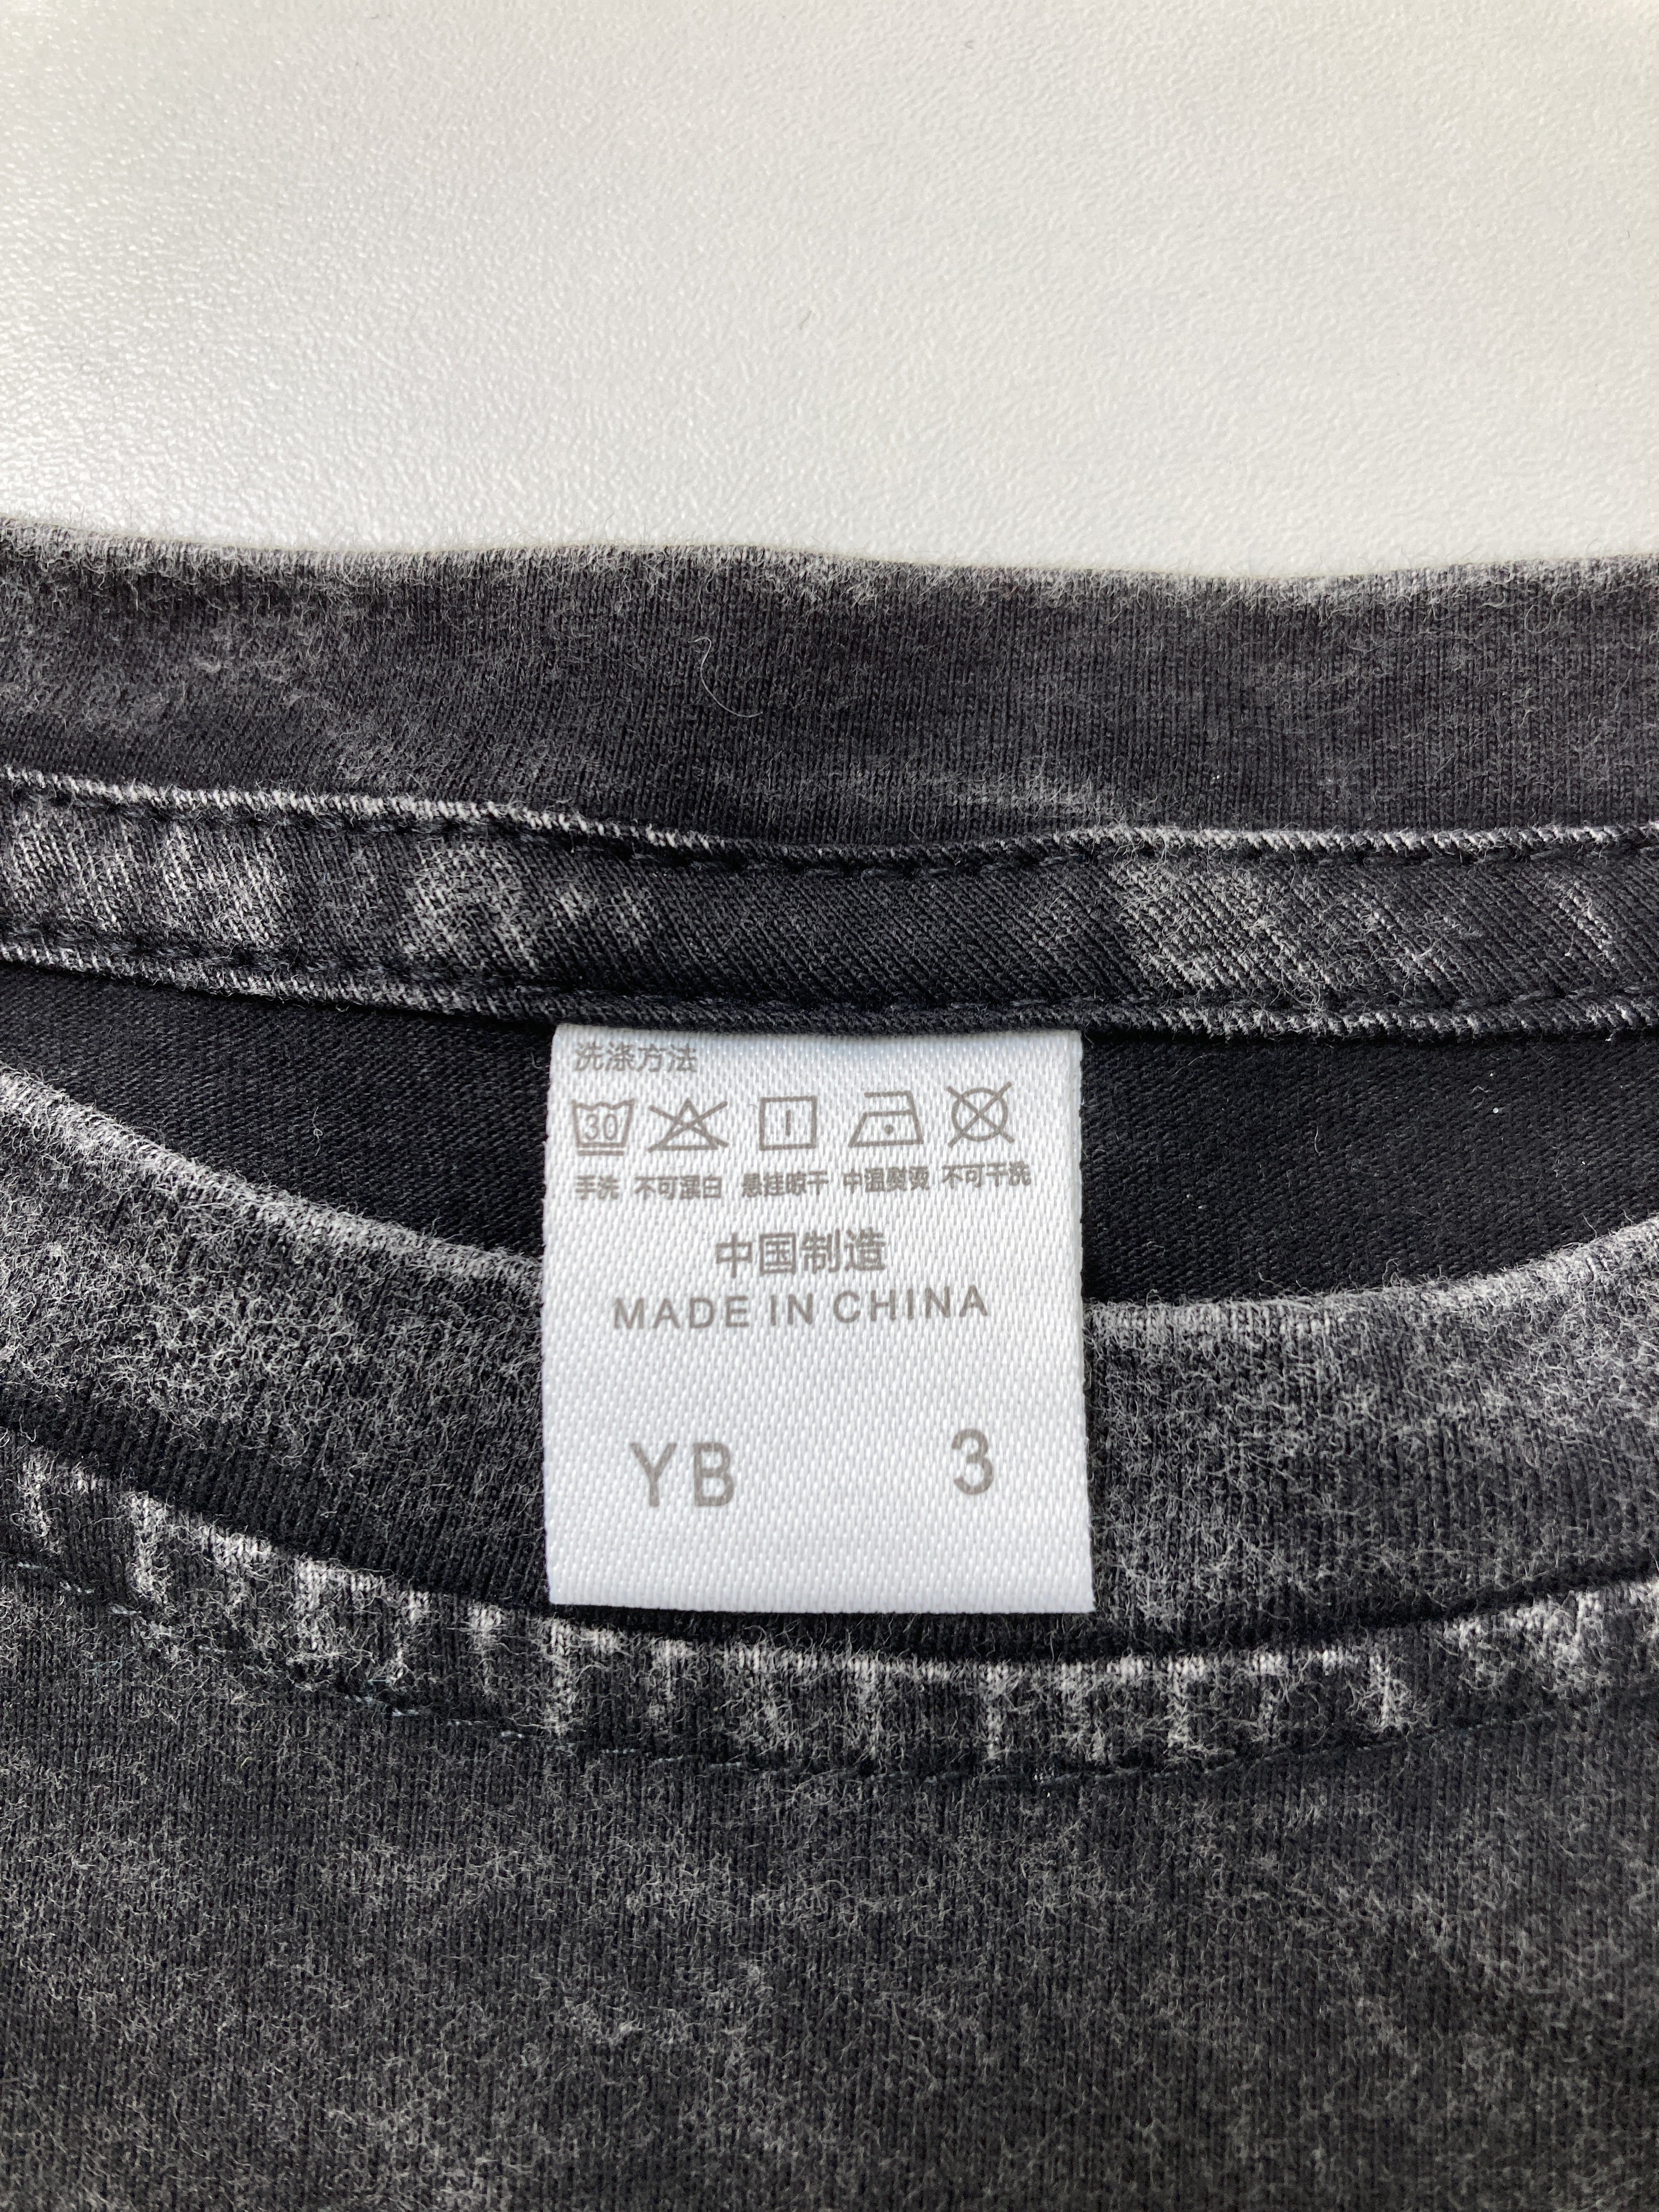 洗涤方法
30
手洗 不可漂白 悬挂晾干 中温熨烫 不可干洗
中国制造
MADE IN CHINA
YB 3